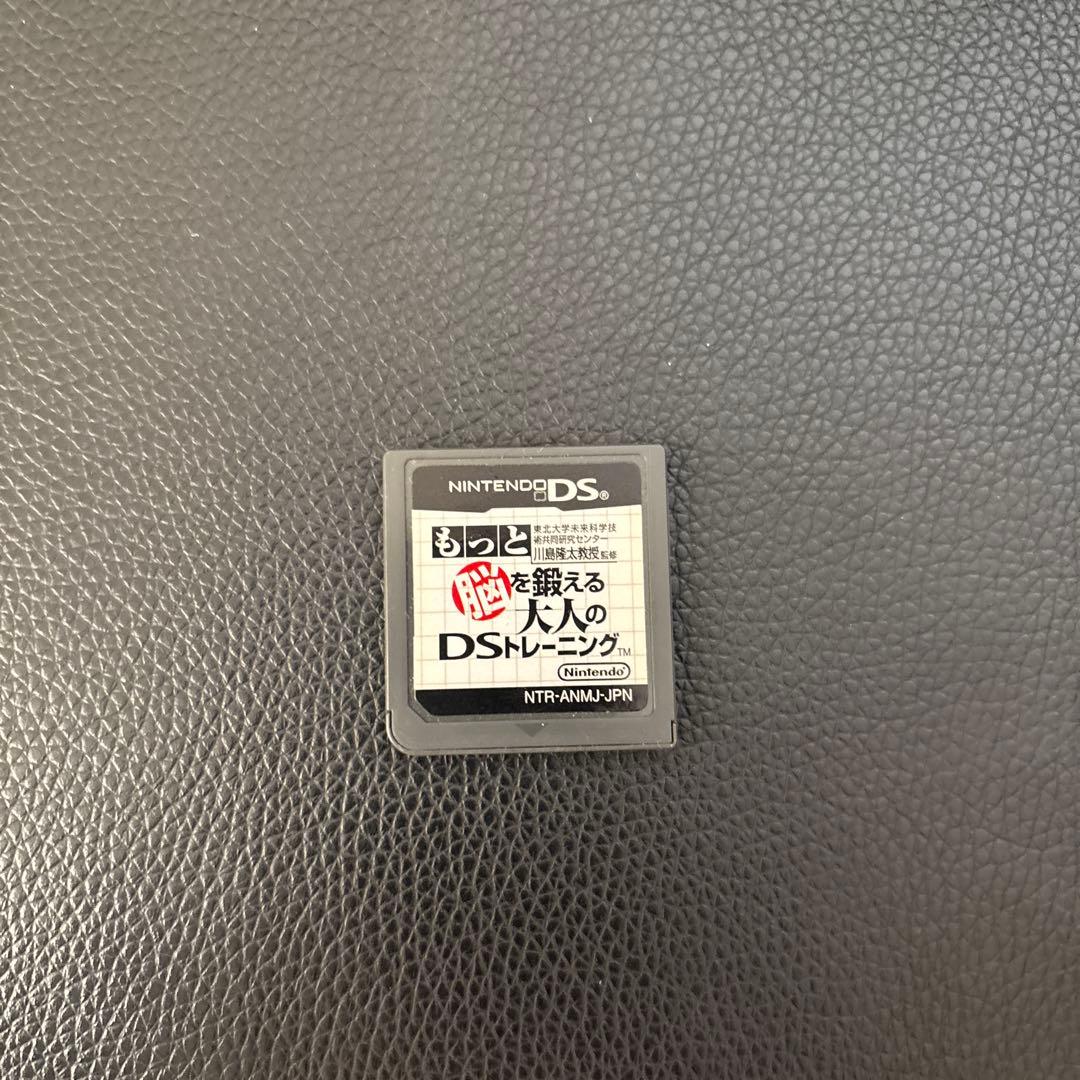 NINTENDO DS®
もっと
東北大学未来科学技
術共同研究センター
川島隆太教授監修
脳を鍛える
大人の
DSトレーニング™
Nintendo
NTR-ANMJ-JPN